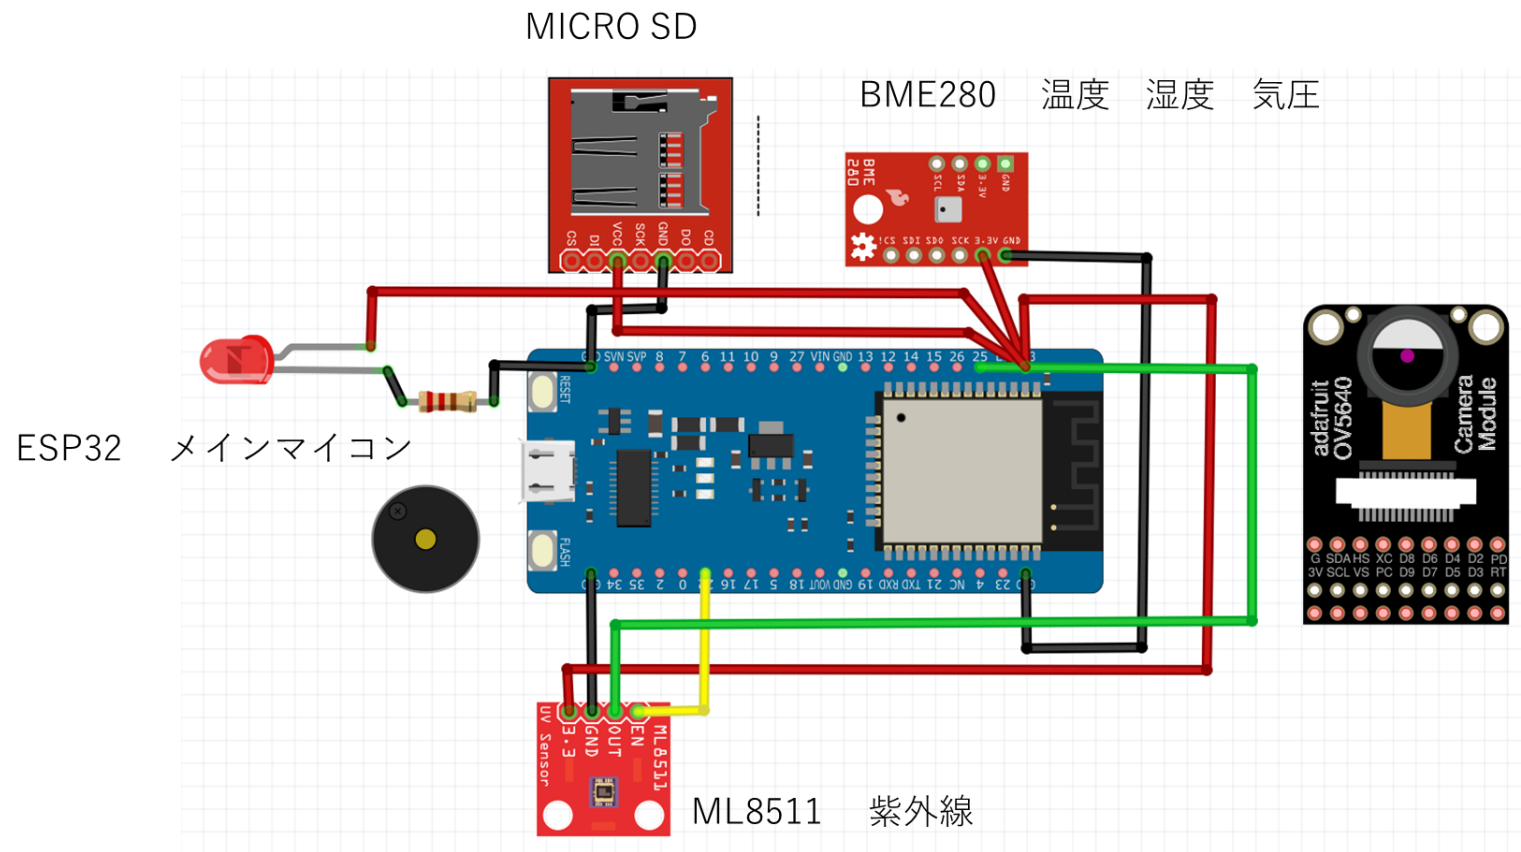 MICRO SD
BME280 温度 湿度 気圧
CS DI VCC SCK GND DO CD
BME 280
SCL SDA 3.3V GND
!CS SDI SDO SCK 3.3V GND
SVN SVP 8 7 6 11 10 9 27 VIN GND 13 12 14 15 26 25
RESET
ESP32 メインマイコン
FLASH
34 35 2 0 22 16 17 5 18 VOUT GND 19 RXD TXD 21 NC 4 23
adafruit OV5640
Camera Module
G SDA HS XC D8 D6 D4 D2 PD
3V SCL VS PC D9 D7 D5 D3 RT
UV Sensor
3.3 GND OUT EN
ML8511
ML8511 紫外線